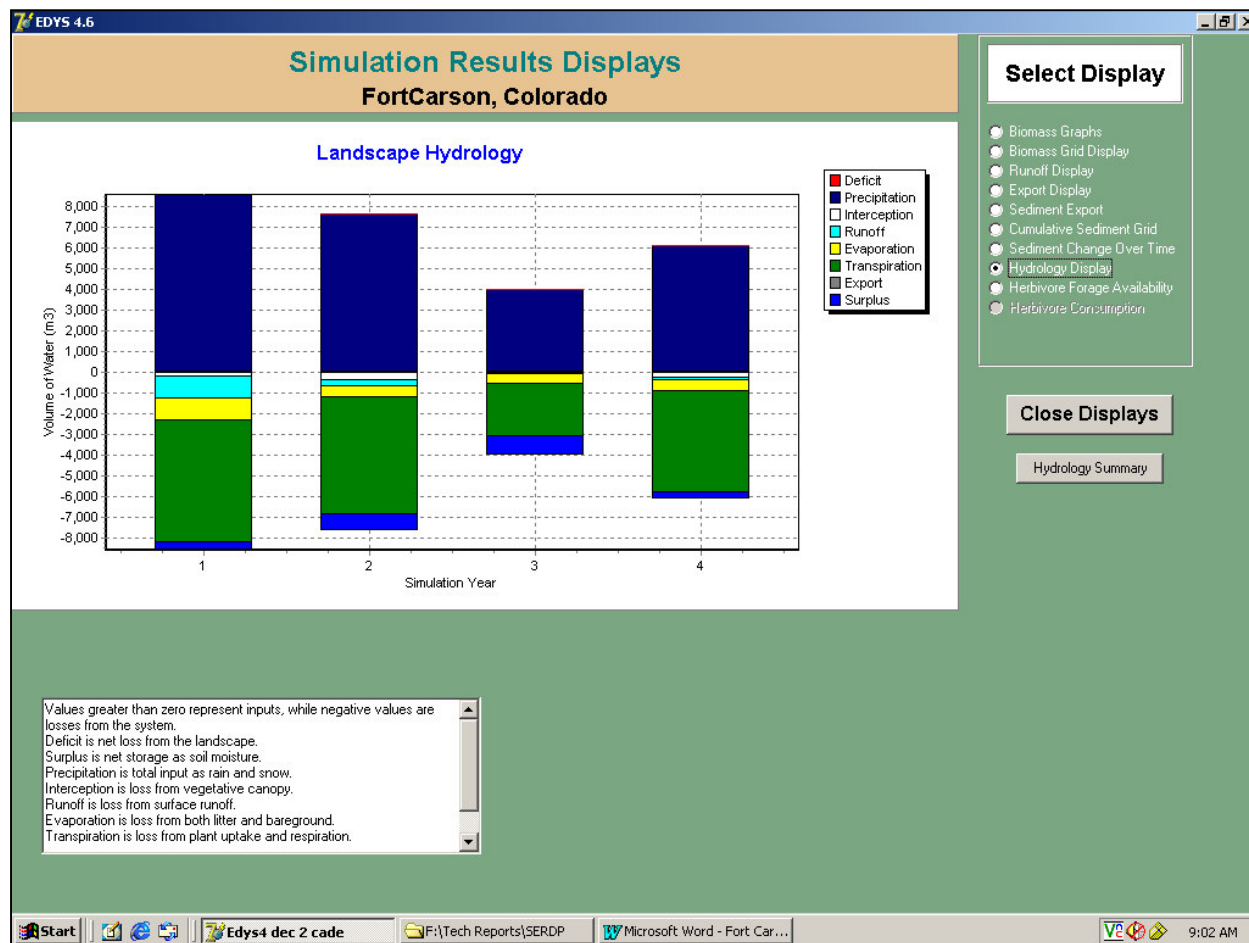 EDYS 4.6
Simulation Results Displays
FortCarson, Colorado
Landscape Hydrology
8,000
7,000
6,000
5,000
4,000
3,000
2,000
1,000
0
-1,000
-2,000
-3,000
-4,000
-5,000
-6,000
-7,000
-8,000
Volume of Water (m3)
1 2 3 4
Simulation Year
Deficit
Precipitation
Interception
Runoff
Evaporation
Transpiration
Export
Surplus
Select Display
Biomass Graphs
Biomass Grid Display
Runoff Display
Export Display
Sediment Export
Cumulative Sediment Grid
Sediment Change Over Time
Hydrology Display
Herbivore Forage Availability
Herbivore Consumption
Close Displays
Hydrology Summary
Values greater than zero represent inputs, while negative values are
losses from the system.
Deficit is net loss from the landscape.
Surplus is net storage as soil moisture.
Precipitation is total input as rain and snow.
Interception is loss from vegetative canopy.
Runoff is loss from surface runoff.
Evaporation is loss from both litter and bareground.
Transpiration is loss from plant uptake and respiration.
Start
Edys4 dec 2 cade
F:\Tech Reports\SERDP
Microsoft Word - Fort Car...
9:02 AM